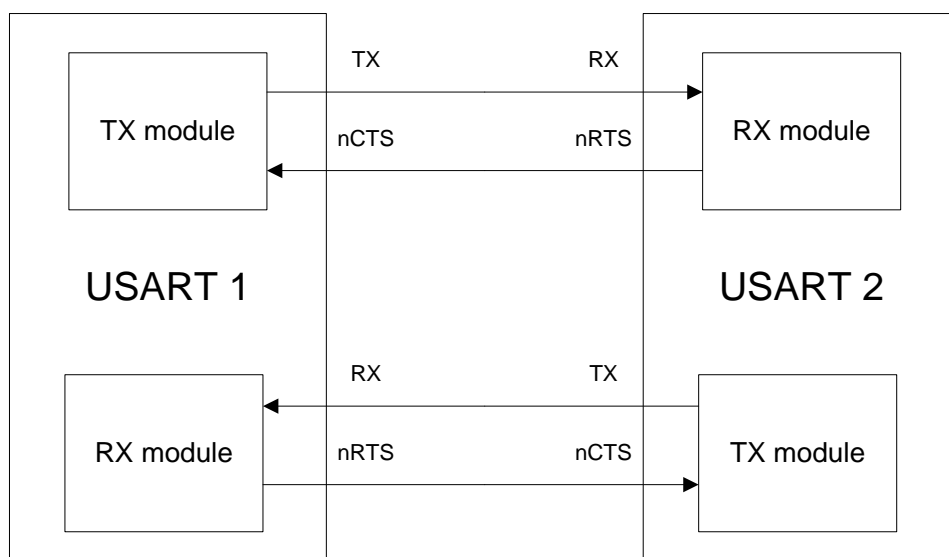 TX RX
TX module RX module
nCTS nRTS
USART 1 USART 2
RX TX
RX module TX module
nRTS nCTS